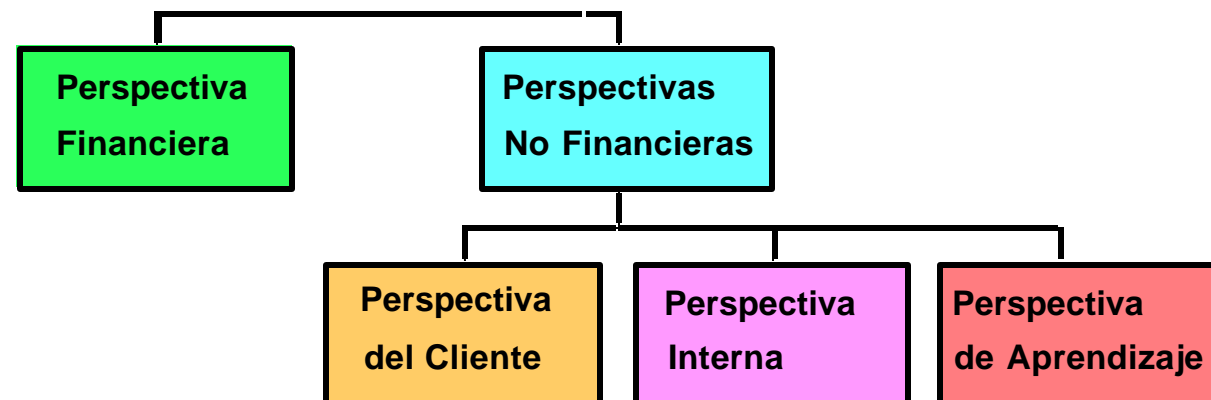 Perspectiva
Financiera
Perspectivas
No Financieras
Perspectiva
del Cliente
Perspectiva
Interna
Perspectiva
de Aprendizaje